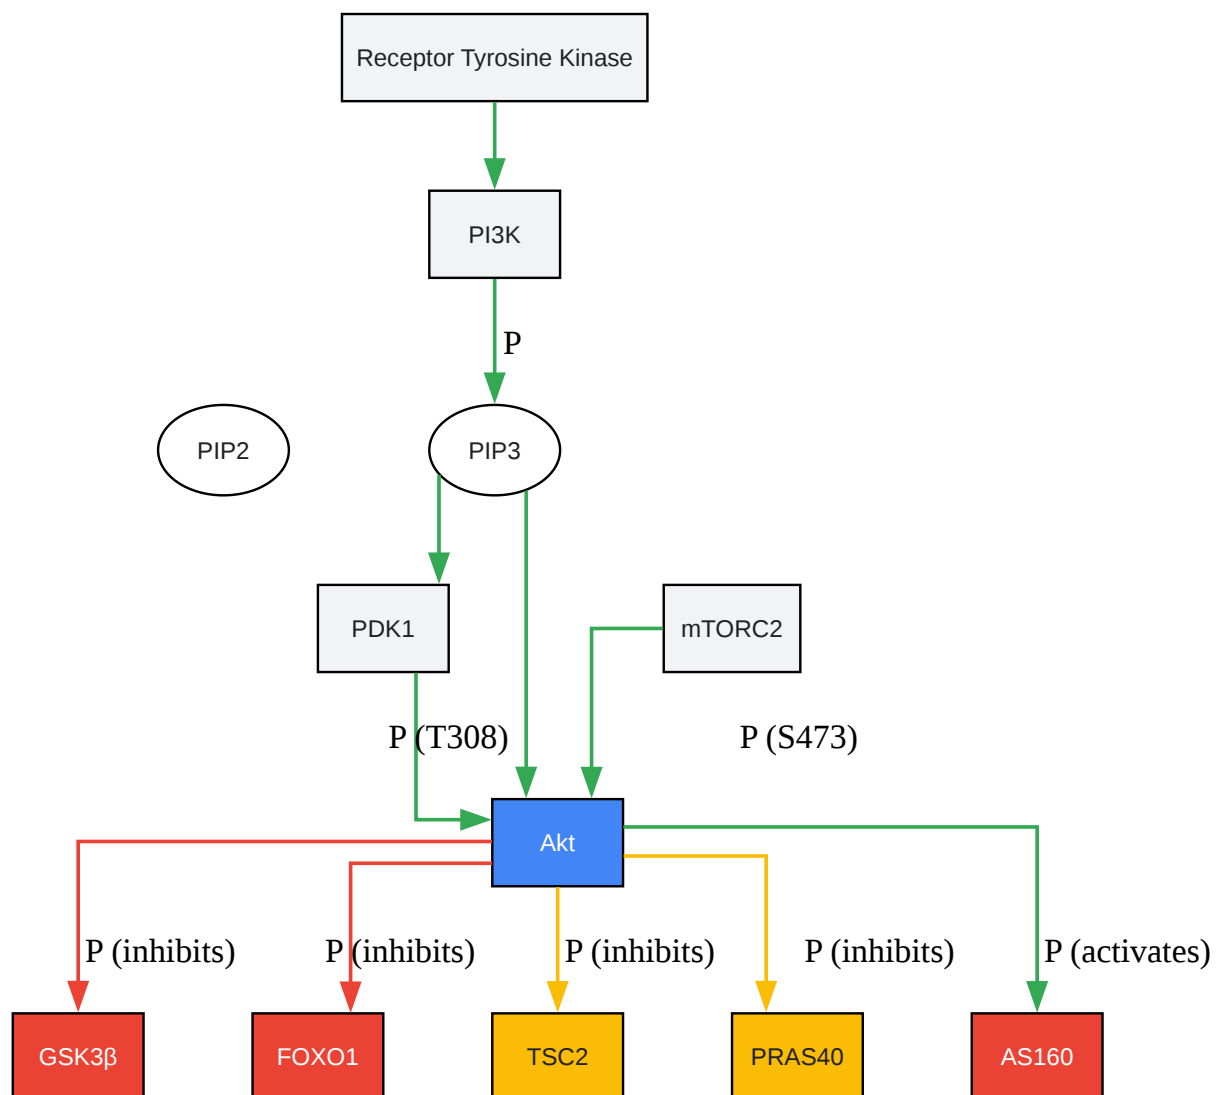 Receptor Tyrosine Kinase
PI3K
P
PIP2
PIP3
PDK1
mTORC2
P (T308)
P (S473)
Akt
P (inhibits)
P (inhibits)
P (inhibits)
P (inhibits)
P (activates)
GSK3β
FOXO1
TSC2
PRAS40
AS160